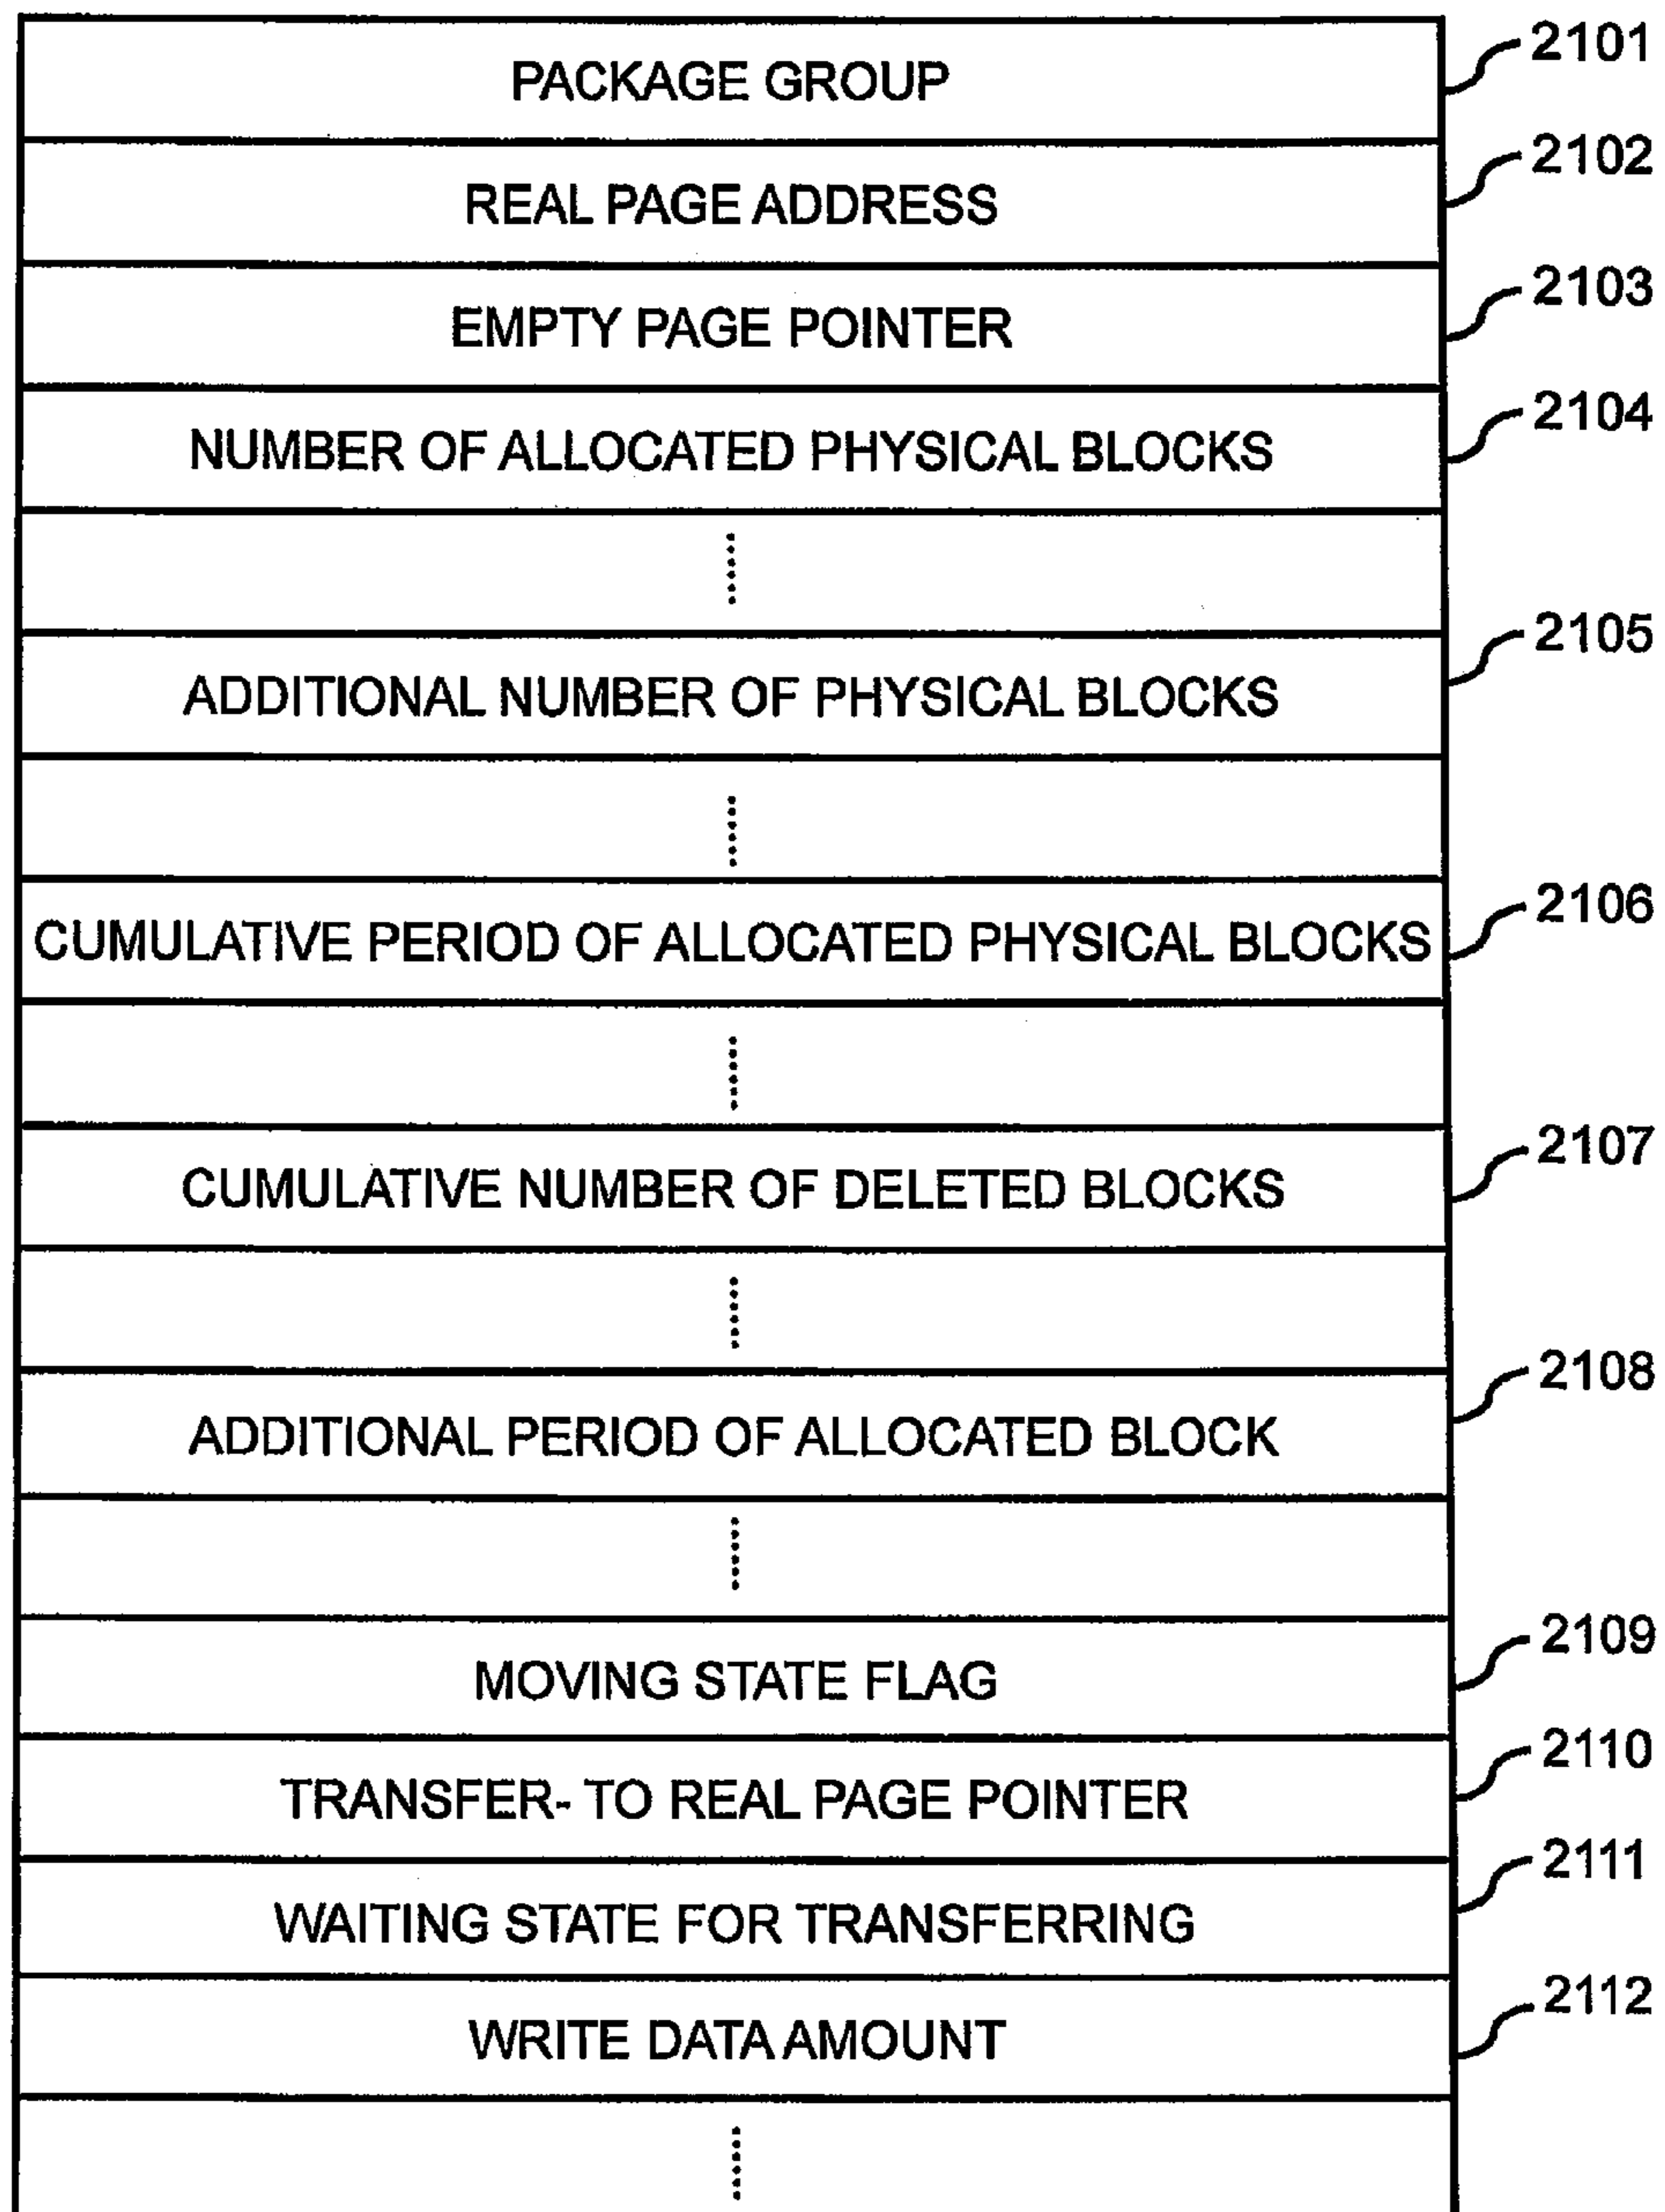 PACKAGE GROUP 2101
REAL PAGE ADDRESS 2102
EMPTY PAGE POINTER 2103
NUMBER OF ALLOCATED PHYSICAL BLOCKS 2104
ADDITIONAL NUMBER OF PHYSICAL BLOCKS 2105
CUMULATIVE PERIOD OF ALLOCATED PHYSICAL BLOCKS 2106
CUMULATIVE NUMBER OF DELETED BLOCKS 2107
ADDITIONAL PERIOD OF ALLOCATED BLOCK 2108
MOVING STATE FLAG 2109
TRANSFER- TO REAL PAGE POINTER 2110
WAITING STATE FOR TRANSFERRING 2111
WRITE DATA AMOUNT 2112